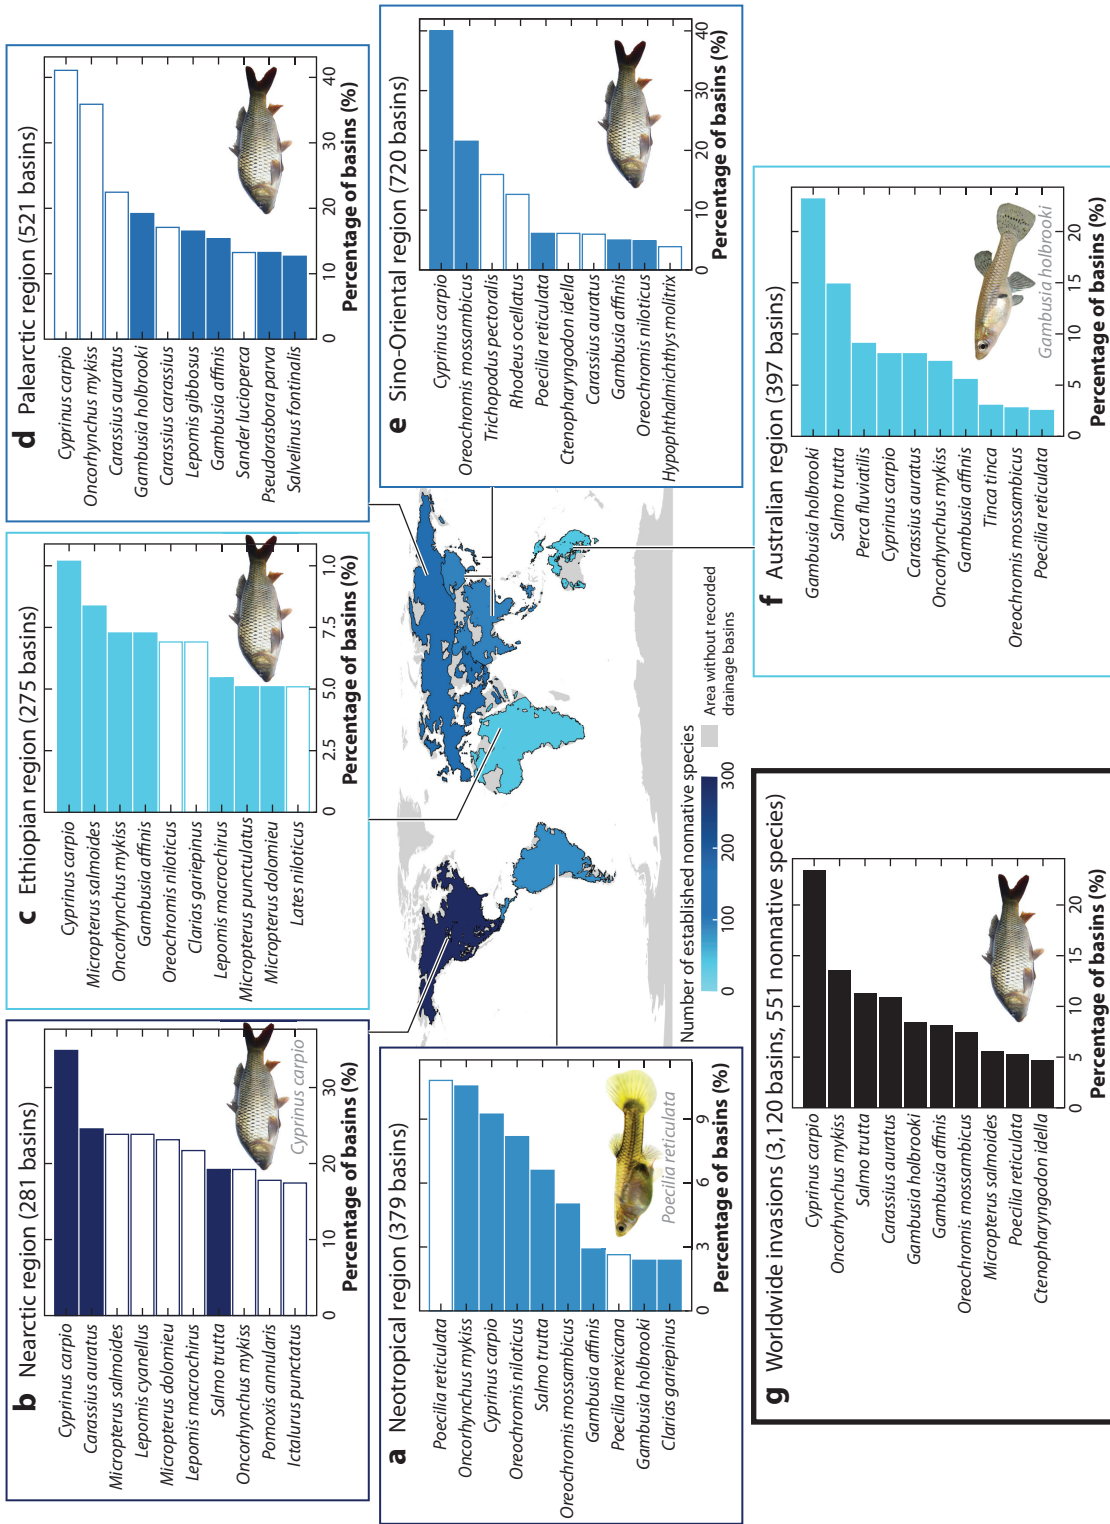 b Nearctic region (281 basins)
Cyprinus carpio
Carassius auratus
Micropterus salmoides
Lepomis cyanellus
Micropterus dolomieu
Lepomis macrochirus
Salmo trutta
Oncorhynchus mykiss
Pomoxis annularis
Ictalurus punctatus
Cyprinus carpio
0 10 20 30
Percentage of basins (%)
c Ethiopian region (275 basins)
Cyprinus carpio
Micropterus salmoides
Oncorhynchus mykiss
Gambusia affinis
Oreochromis niloticus
Clarias gariepinus
Lepomis macrochirus
Micropterus punctulatus
Micropterus dolomieu
Lates niloticus
0 2.5 5.0 7.5 1.0
Percentage of basins (%)
d Palearctic region (521 basins)
Cyprinus carpio
Oncorhynchus mykiss
Carassius auratus
Gambusia holbrooki
Carassius carassius
Lepomis gibbosus
Gambusia affinis
Sander lucioperca
Pseudorasbora parva
Salvelinus fontinalis
0 10 20 30 40
Percentage of basins (%)
a Neotropical region (379 basins)
Poecilia reticulata
Oncorhynchus mykiss
Cyprinus carpio
Oreochromis niloticus
Salmo trutta
Oreochromis mossambicus
Gambusia affinis
Poecilia mexicana
Gambusia holbrooki
Clarias gariepinus
Poecilia reticulata
0 3 6 9
Percentage of basins (%)
Number of established nonnative species
0 100 200 300
Area without recorded
drainage basins
e Sino-Oriental region (720 basins)
Cyprinus carpio
Oreochromis mossambicus
Trichopodus pectoralis
Rhodeus ocellatus
Poecilia reticulata
Ctenopharyngodon idella
Carassius auratus
Gambusia affinis
Oreochromis niloticus
Hypophthalmichthys molitrix
0 10 20 30 40
Percentage of basins (%)
g Worldwide invasions (3,120 basins, 551 nonnative species)
Cyprinus carpio
Oncorhynchus mykiss
Salmo trutta
Carassius auratus
Gambusia holbrooki
Gambusia affinis
Oreochromis mossambicus
Micropterus salmoides
Poecilia reticulata
Ctenopharyngodon idella
0 5 10 15 20
Percentage of basins (%)
f Australian region (397 basins)
Gambusia holbrooki
Salmo trutta
Perca fluviatilis
Cyprinus carpio
Carassius auratus
Oncorhynchus mykiss
Gambusia affinis
Tinca tinca
Oreochromis mossambicus
Poecilia reticulata
Gambusia holbrooki
0 5 10 15 20
Percentage of basins (%)